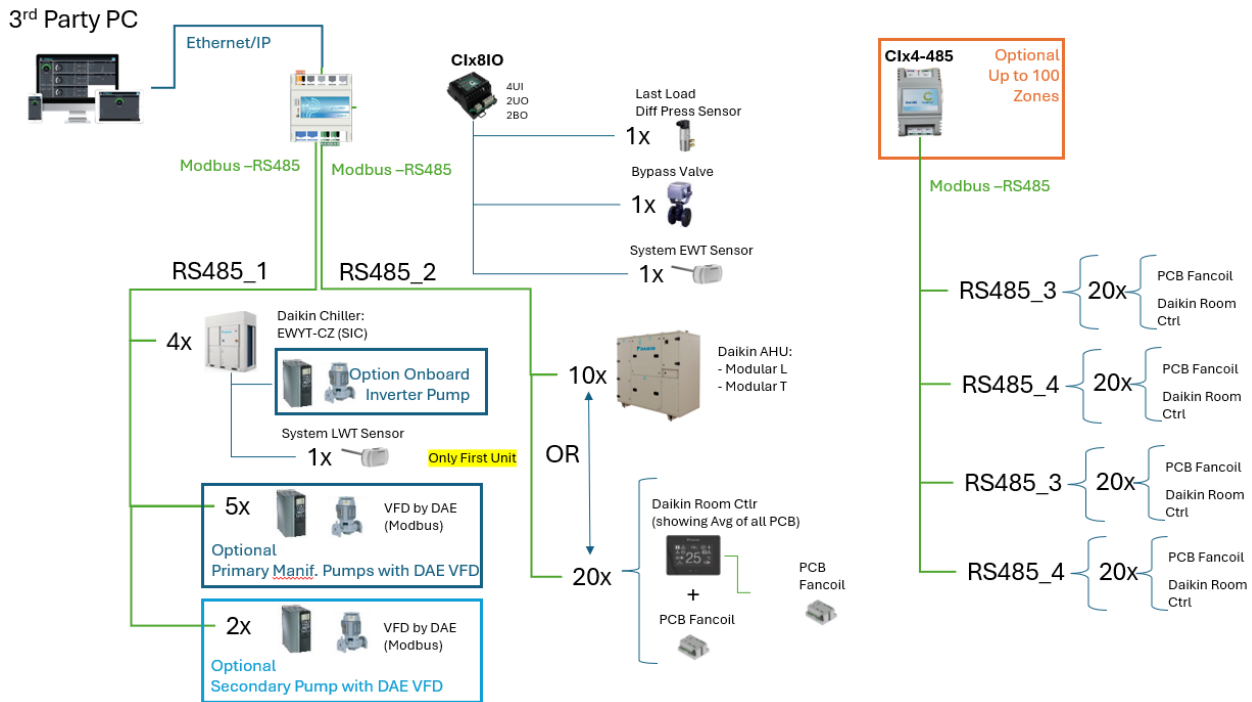 3rd Party PC
Ethernet/IP
CIx8IO
4UI
2UO
2BO
Last Load
Diff Press Sensor
1x
Bypass Valve
1x
System EWT Sensor
1x
CIx4-485
Optional
Up to 100
Zones
Modbus –RS485
Modbus –RS485
Modbus –RS485
RS485_1
RS485_2
4x
Daikin Chiller:
EWYT-CZ (SIC)
Option Onboard
Inverter Pump
System LWT Sensor
1x
Only First Unit
5x
VFD by DAE
(Modbus)
Optional
Primary Manif. Pumps with DAE VFD
2x
VFD by DAE
(Modbus)
Optional
Secondary Pump with DAE VFD
10x
Daikin AHU:
- Modular L
- Modular T
OR
20x
Daikin Room Ctlr
(showing Avg of all PCB)
25
+
PCB Fancoil
PCB
Fancoil
RS485_3
20x
PCB Fancoil
Daikin Room
Ctrl
RS485_4
20x
PCB Fancoil
Daikin Room
Ctrl
RS485_3
20x
PCB Fancoil
Daikin Room
Ctrl
RS485_4
20x
PCB Fancoil
Daikin Room
Ctrl